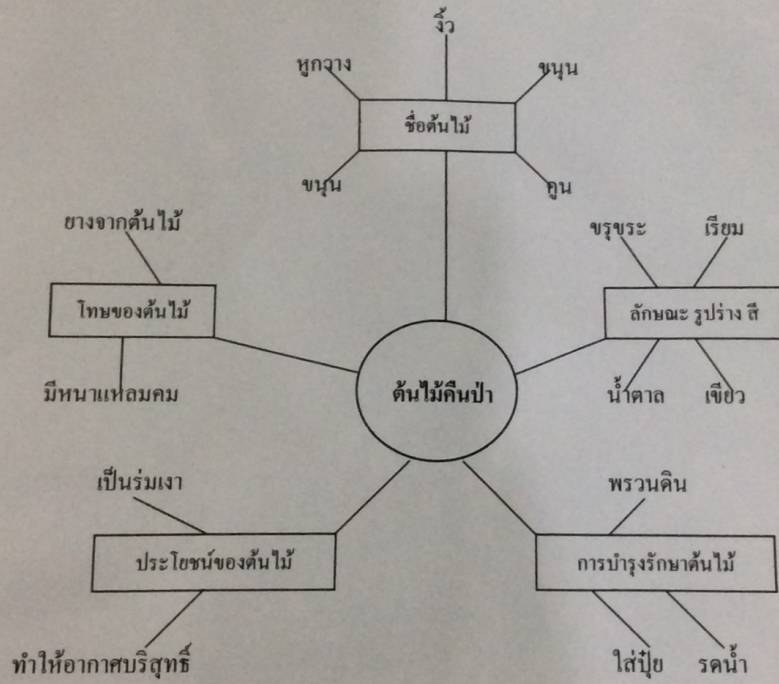 งิ้ว
หูกวาง
ขนุน
ชื่อต้นไม้
ขนุน
คูน
ยางจากต้นไม้
ขรุขระ
เรียม
โทษของต้นไม้
ลักษณะ รูปร่าง สี
มีหนาแหลมคม
ต้นไม้คืนป่า
น้ำตาล
เขียว
เป็นร่มเงา
พรวนดิน
ประโยชน์ของต้นไม้
การบำรุงรักษาต้นไม้
ทำให้อากาศบริสุทธิ์
ใส่ปุ๋ย
รดน้ำ